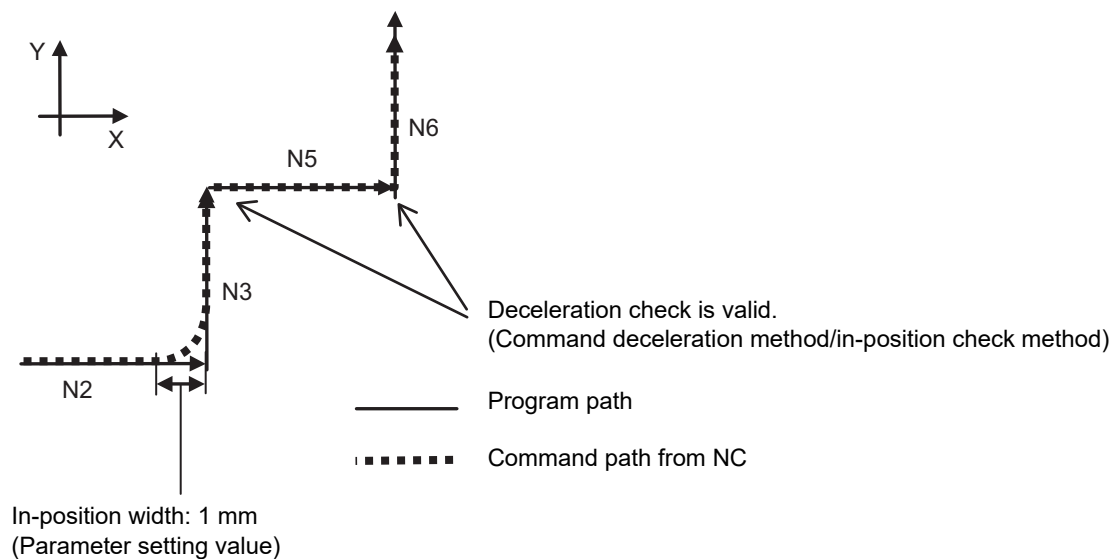 Y
X
N6
N5
N3
Deceleration check is valid.
(Command deceleration method/in-position check method)
N2
Program path
Command path from NC
In-position width: 1 mm
(Parameter setting value)